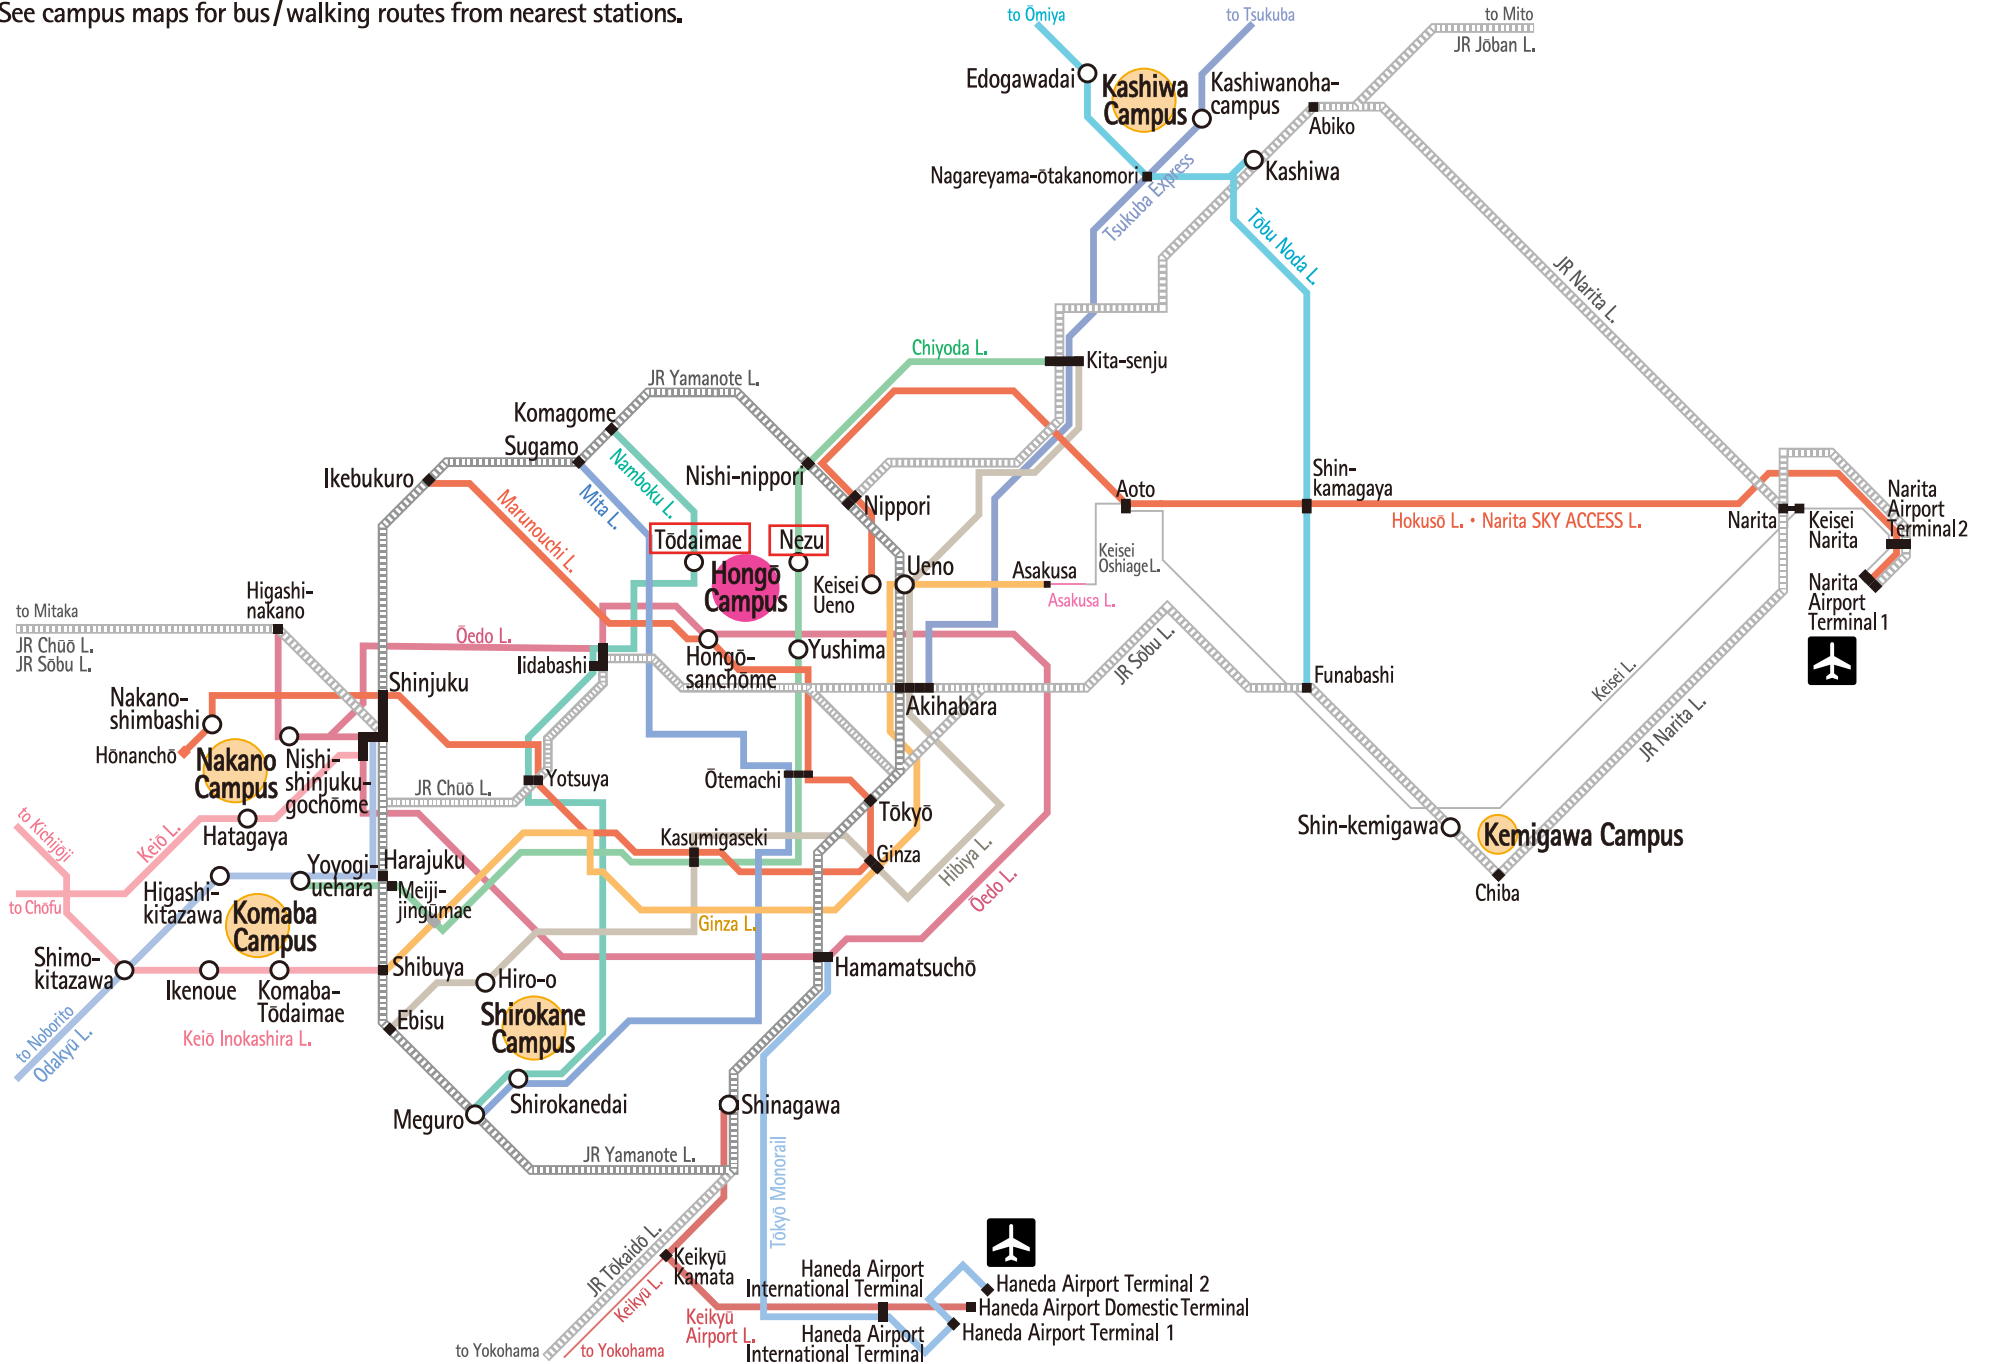 See campus maps for bus/walking routes from nearest stations.
to Ōmiya
to Tsukuba
to Mito
JR Jōban L.
Edogawadai
Kashiwa
Campus
Kashiwanoha-
campus
Abiko
Kashiwa
Nagareyama-ōtakanomori
Tsukuba Express
Tōbu Noda L.
JR Narita L.
Chiyoda L.
Kita-senju
JR Yamanote L.
Komagome
Sugamo
Ikebukuro
Nishi-nippori
Nippori
Namboku L.
Mita L.
Marunouchi L.
Tōdaimae
Nezu
Hongō
Campus
Keisei
Ueno
Ueno
Asakusa
Asakusa L.
Aoto
Keisei
Oshiage L.
Shin-
kamagaya
Hokusō L. • Narita SKY ACCESS L.
Narita
Keisei
Narita
Narita
Airport
Terminal 2
Narita
Airport
Terminal 1
to Mitaka
JR Chūō L.
JR Sōbu L.
Higashi-
nakano
Ōedo L.
Iidabashi
Hongō-
sanchōme
Yushima
Akihabara
JR Sōbu L.
Funabashi
Keisei L.
JR Narita L.
Nakano-
shimbashi
Hōnanchō
Shinjuku
Nakano
Campus
Nishi-
shinjuku-
gochōme
Hatagaya
JR Chūō L.
Yotsuya
Ōtemachi
Tōkyō
Kasumigaseki
Ginza
Hibiya L.
Ōedo L.
Shin-kemigawa
Kemigawa Campus
Chiba
to Kichijōji
Keiō L.
to Chōfu
Higashi-
kitazawa
Yoyogi-
uehara
Harajuku
Meiji-
jingūmae
Komaba
Campus
Ginza L.
Shimo-
kitazawa
Ikenoue
Komaba-
Tōdaimae
Shibuya
Hiro-o
Hamamatsuchō
to Noborito
Odakyū L.
Keiō Inokashira L.
Ebisu
Shirokane
Campus
Meguro
Shirokanedai
Shinagawa
JR Yamanote L.
Tōkyō Monorail
JR Tōkaidō L.
Keikyū L.
Keikyū
Kamata
Keikyū
Airport L.
Haneda Airport
International Terminal
Haneda Airport Terminal 2
Haneda Airport Domestic Terminal
Haneda Airport Terminal 1
Haneda Airport
International Terminal
to Yokohama
to Yokohama